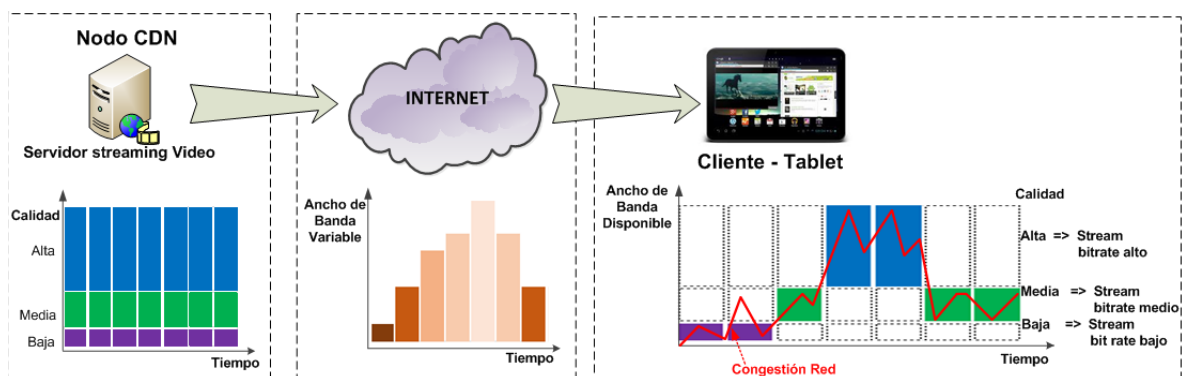 Nodo CDN
Servidor streaming Video
Calidad
Alta
Media
Baja
Tiempo
INTERNET
Ancho de
Banda
Variable
Tiempo
Cliente - Tablet
Ancho de
Banda
Disponible
Calidad
Alta => Stream
bitrate alto
Media => Stream
bitrate medio
Baja => Stream
bit rate bajo
Tiempo
Congestión Red